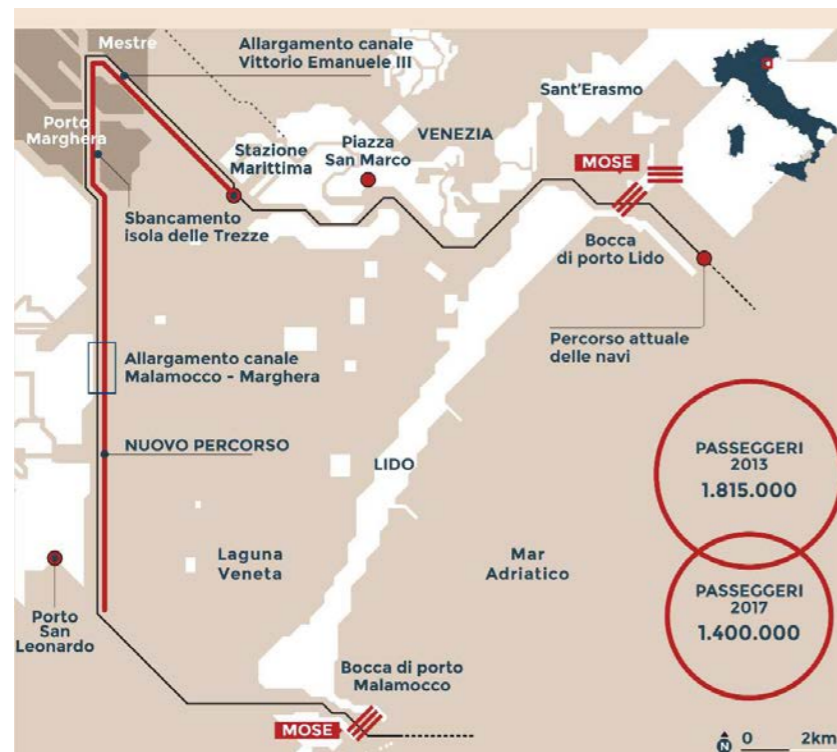 Mestre
Allargamento canale
Vittorio Emanuele III
Sant'Erasmo
Porto
Marghera
Stazione
Marittima
Piazza
San Marco
VENEZIA
MOSE
Sbancamento
isola delle Trezze
Bocca
di porto Lido
Percorso attuale
delle navi
Allargamento canale
Malamocco - Marghera
NUOVO PERCORSO
LIDO
PASSEGGERI
2013
1.815.000
Laguna
Veneta
Mar
Adriatico
PASSEGGERI
2017
1.400.000
Porto
San
Leonardo
Bocca di porto
Malamocco
MOSE
N
0 2km